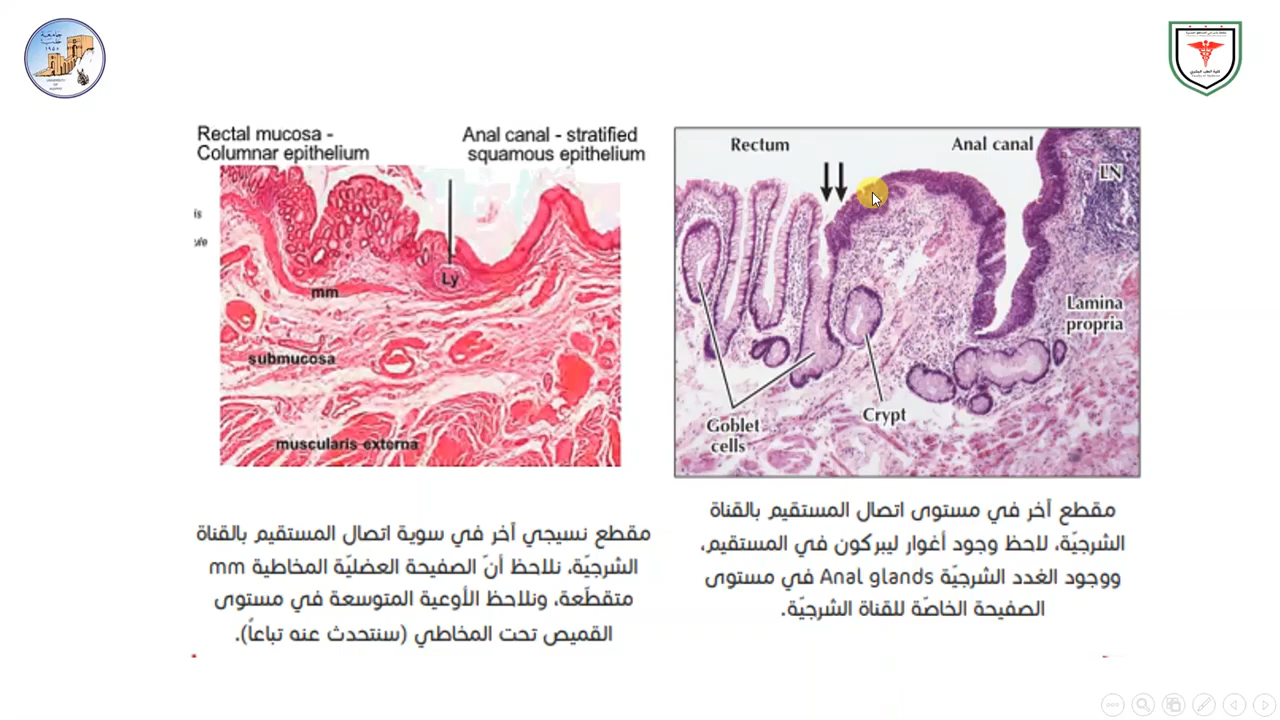 Rectal mucosa -
Columnar epithelium
Anal canal - stratified
squamous epithelium
Ly
mm
submucosa
muscularis externa
Rectum
Anal canal
LN
Lamina
propria
Goblet
cells
Crypt
مقطع آخر في مستوى اتصال المستقيم بالقناة
الشرجيّة، لاحظ وجود أغوار ليبركون في المستقيم،
ووجود الغدد الشرجيّة Anal glands في مستوى
الصفيحة الخاصّة للقناة الشرجيّة.
مقطع نسيجي آخر في سوية اتصال المستقيم بالقناة
الشرجيّة، نلاحظ أنّ الصفيحة العضليّة المخاطية mm
متقطّعة، ونلاحظ الأوعية المتوسعة في مستوى
القميص تحت المخاطي (سنتحدث عنه تباعاً).